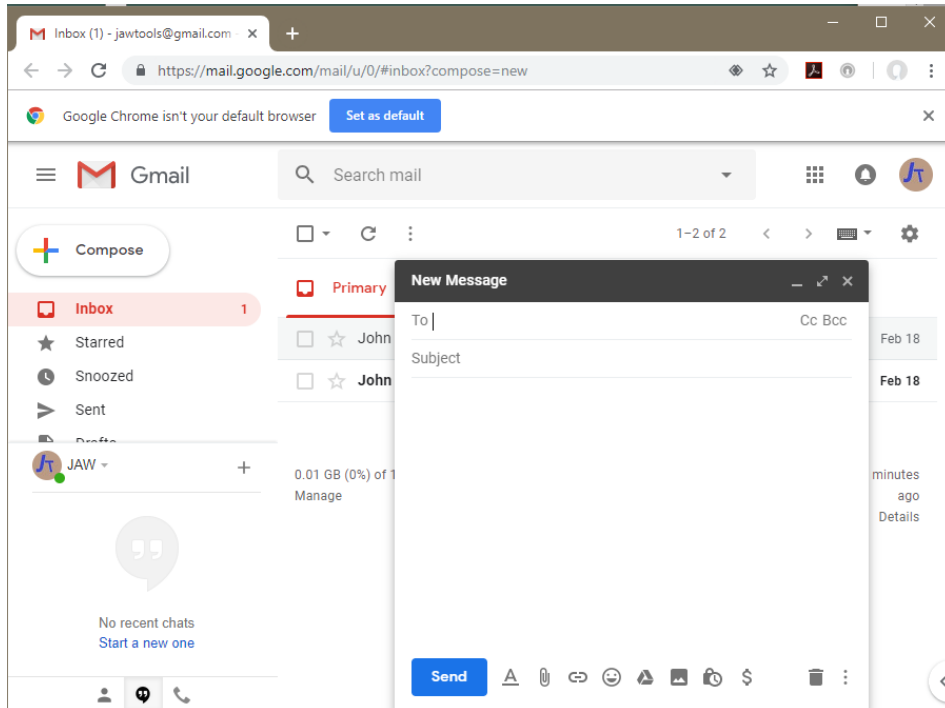 Inbox (1) - jawtools@gmail.com
https://mail.google.com/mail/u/0/#inbox?compose=new
Google Chrome isn't your default browser Set as default
Gmail
Search mail
JT
Compose
1–2 of 2
Inbox 1
Starred
Snoozed
Sent
Drafts
Primary
John Feb 18
John Feb 18
New Message
To Cc Bcc
Subject
JT JAW
0.01 GB (0%) of 1
Manage
minutes
ago
Details
No recent chats
Start a new one
Send